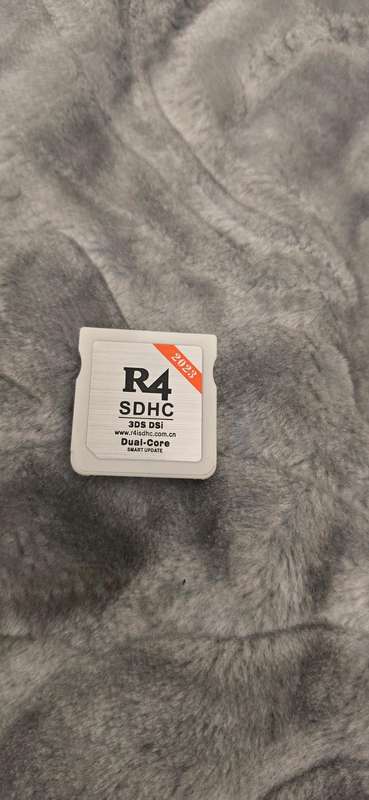 2023
R4
SDHC
3DS DSi
www.r4isdhc.com.cn
Dual-Core
SMART UPDATE